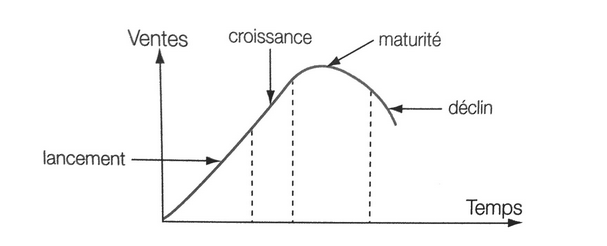 Ventes
croissance
maturité
déclin
lancement
Temps